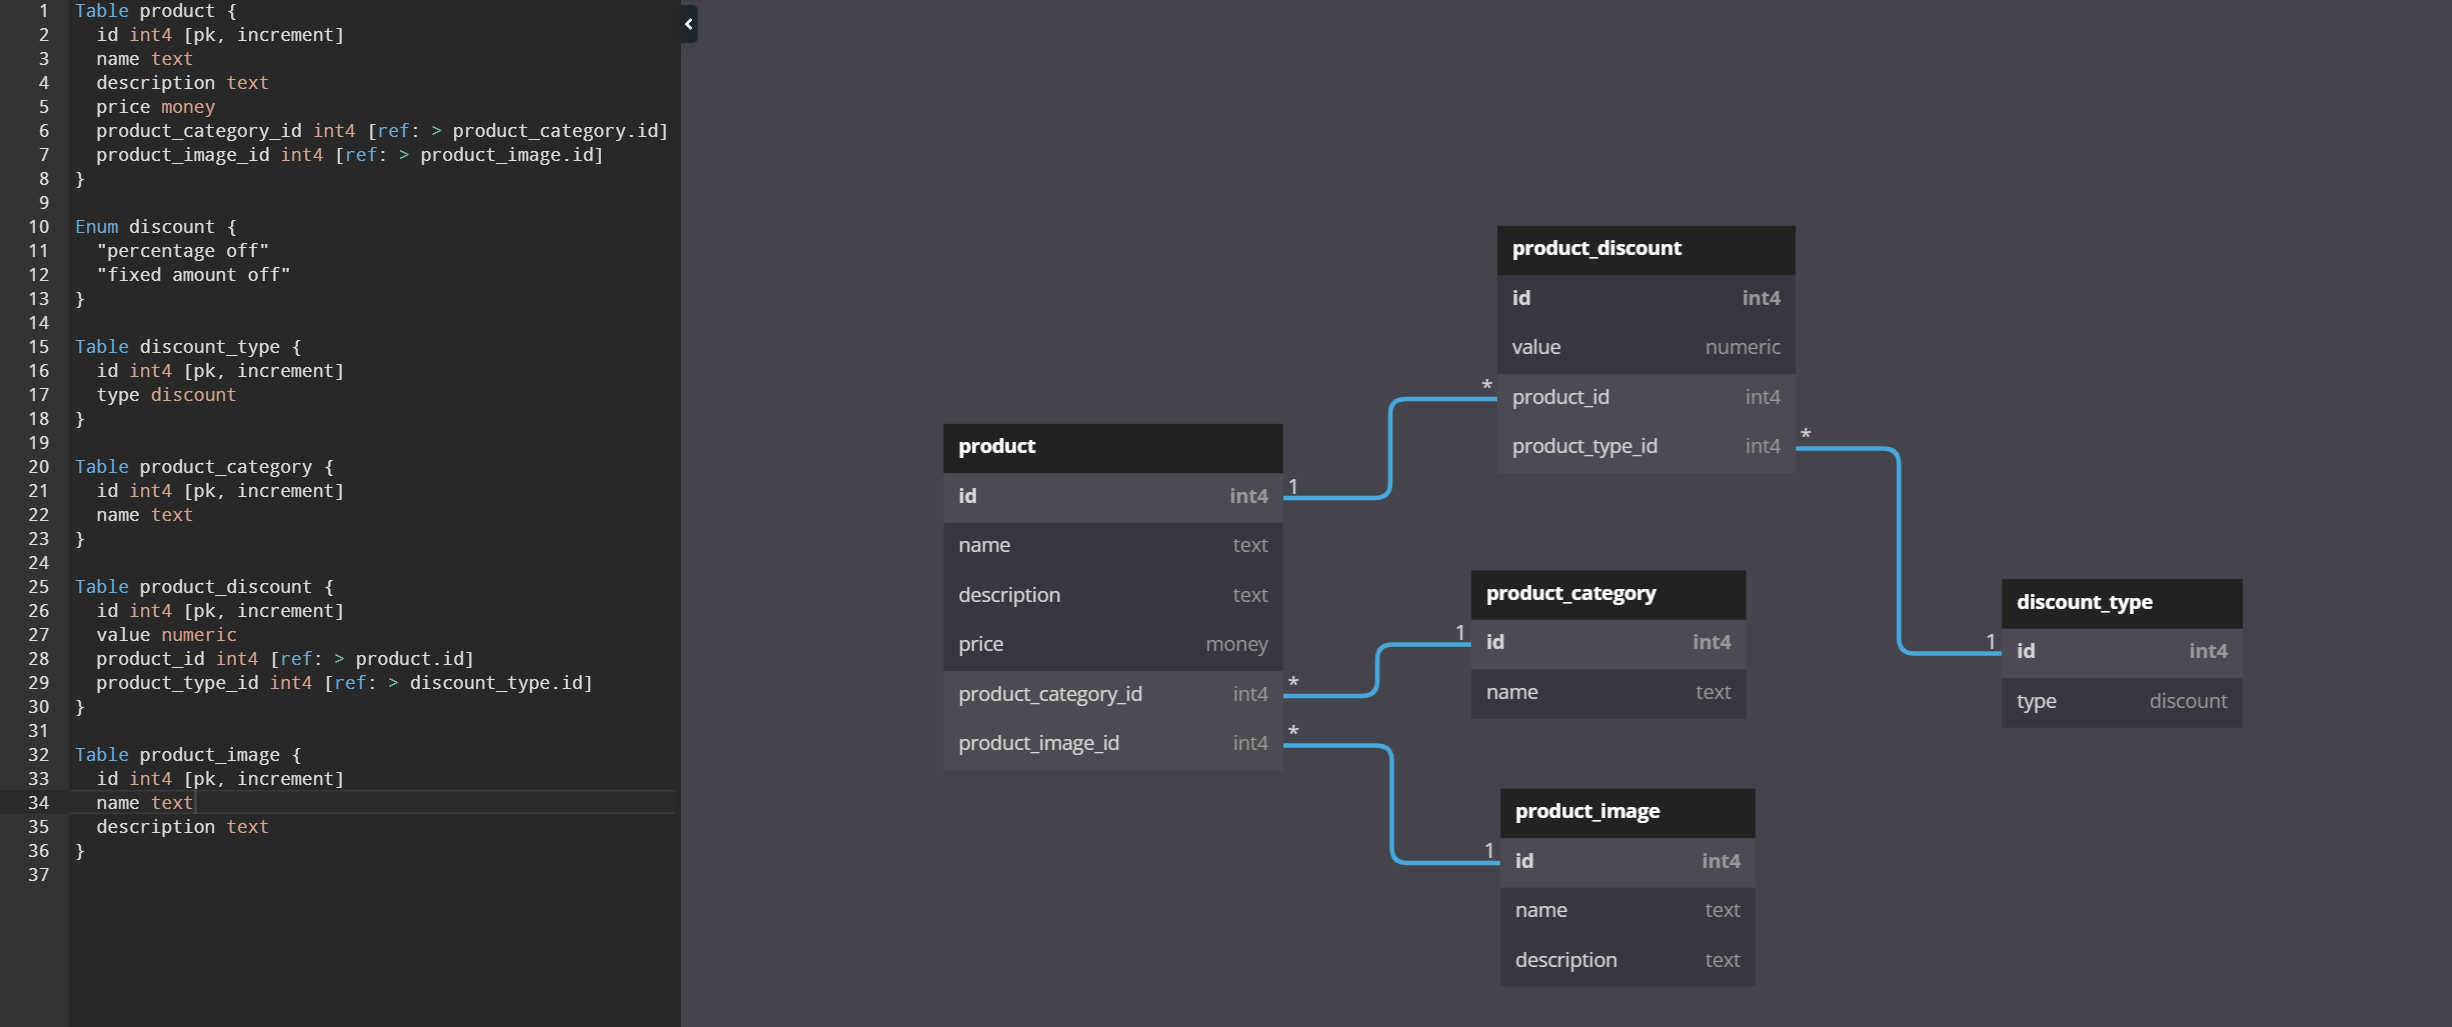 1 Table product {
2 id int4 [pk, increment]
3 name text
4 description text
5 price money
6 product_category_id int4 [ref: > product_category.id]
7 product_image_id int4 [ref: > product_image.id]
8 }
9
10 Enum discount {
11 "percentage off"
12 "fixed amount off"
13 }
14
15 Table discount_type {
16 id int4 [pk, increment]
17 type discount
18 }
19
20 Table product_category {
21 id int4 [pk, increment]
22 name text
23 }
24
25 Table product_discount {
26 id int4 [pk, increment]
27 value numeric
28 product_id int4 [ref: > product.id]
29 product_type_id int4 [ref: > discount_type.id]
30 }
31
32 Table product_image {
33 id int4 [pk, increment]
34 name text
35 description text
36 }
37
product
id int4 1
name text
description text
price money
product_category_id int4 *
product_image_id int4 *
product_discount
id int4
value numeric
* product_id int4
product_type_id int4 *
product_category
1 id int4
name text
product_image
1 id int4
name text
description text
discount_type
1 id int4
type discount